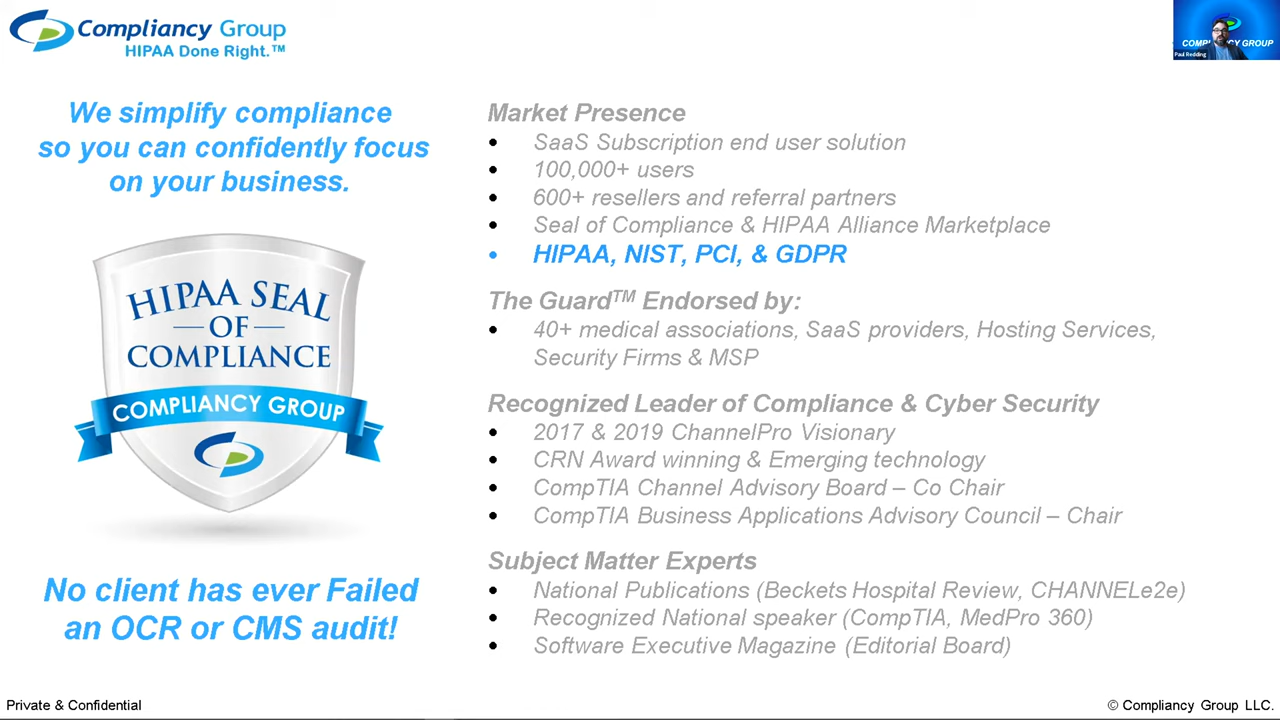 Compliancy Group
HIPAA Done Right.™
COMPLIANCY GROUP
Paul Redding
We simplify compliance
so you can confidently focus
on your business.
HIPAA SEAL
OF
COMPLIANCE
COMPLIANCY GROUP
No client has ever Failed
an OCR or CMS audit!
Market Presence
• SaaS Subscription end user solution
• 100,000+ users
• 600+ resellers and referral partners
• Seal of Compliance & HIPAA Alliance Marketplace
• HIPAA, NIST, PCI, & GDPR
The Guard™ Endorsed by:
• 40+ medical associations, SaaS providers, Hosting Services,
Security Firms & MSP
Recognized Leader of Compliance & Cyber Security
• 2017 & 2019 ChannelPro Visionary
• CRN Award winning & Emerging technology
• CompTIA Channel Advisory Board – Co Chair
• CompTIA Business Applications Advisory Council – Chair
Subject Matter Experts
• National Publications (Beckets Hospital Review, CHANNELe2e)
• Recognized National speaker (CompTIA, MedPro 360)
• Software Executive Magazine (Editorial Board)
Private & Confidential
© Compliancy Group LLC.